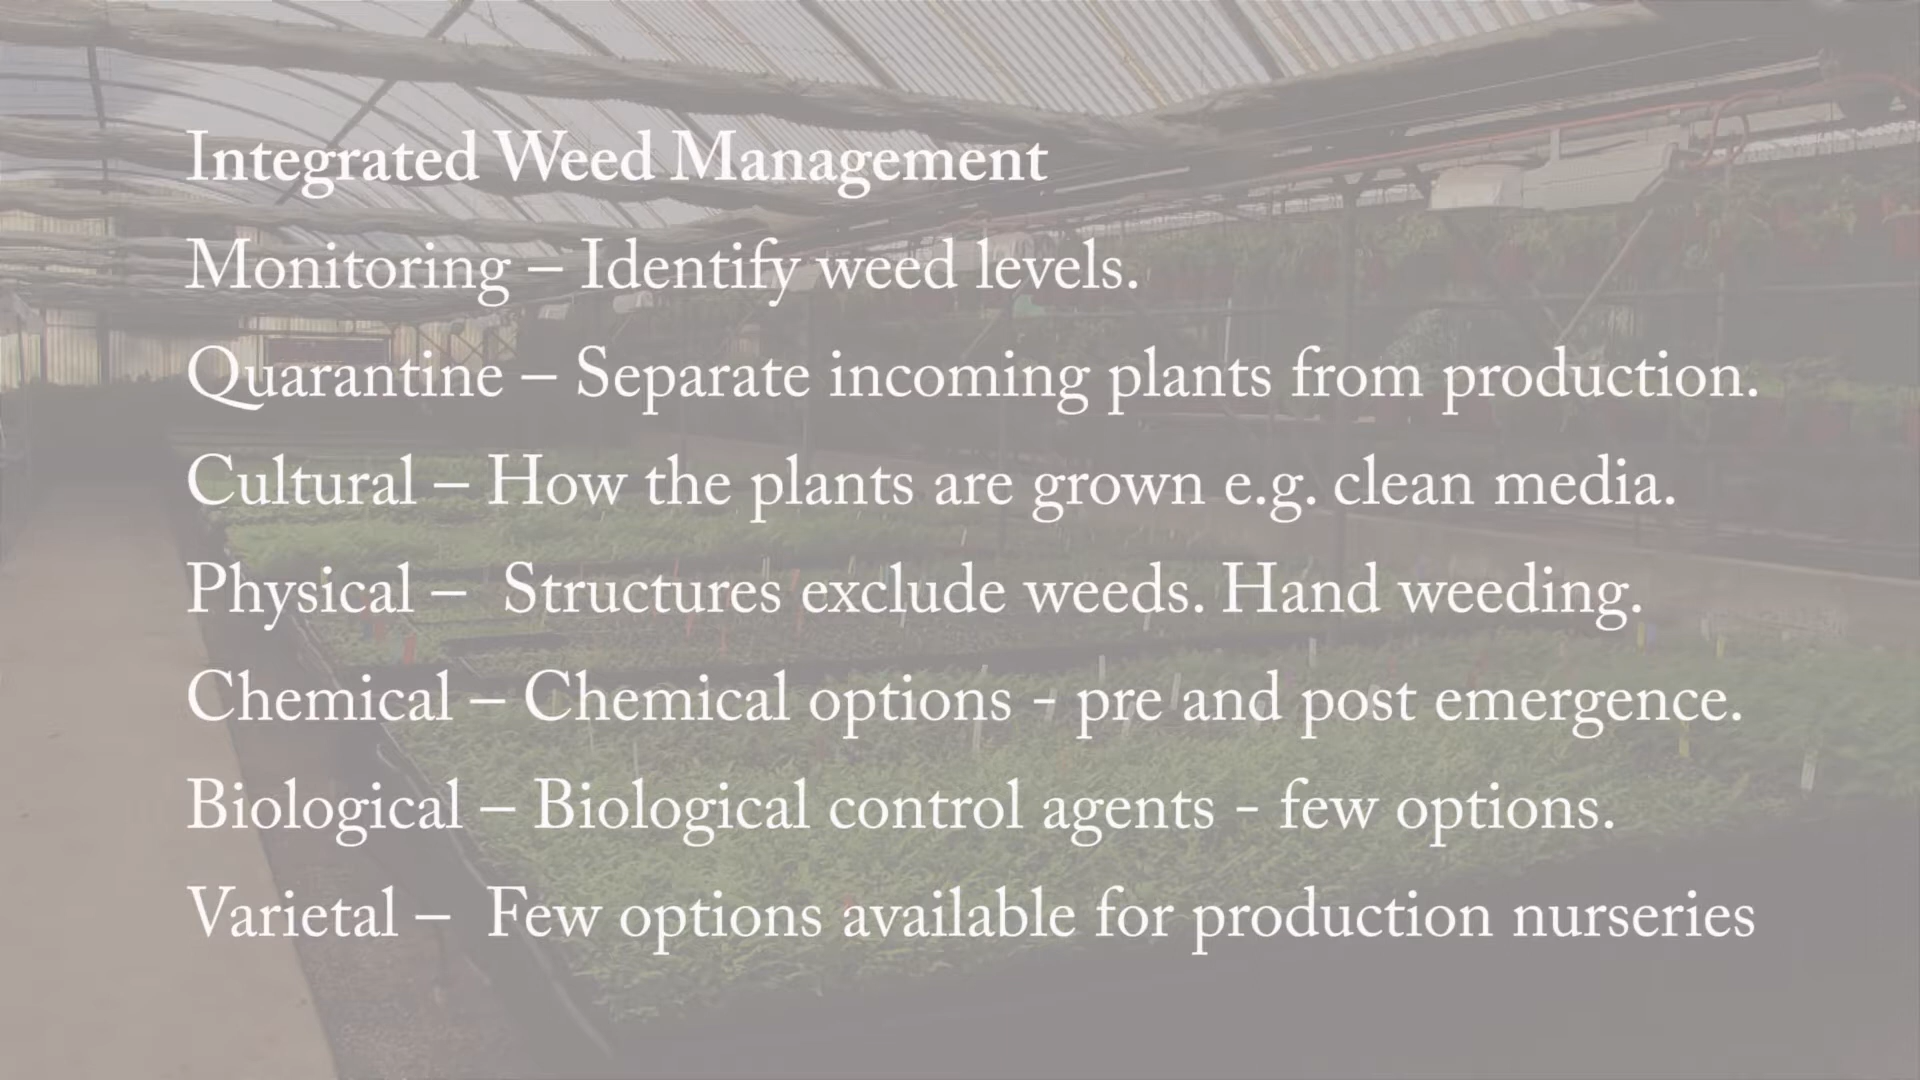 Integrated Weed Management
Monitoring – Identify weed levels.
Quarantine – Separate incoming plants from production.
Cultural – How the plants are grown e.g. clean media.
Physical –  Structures exclude weeds. Hand weeding.
Chemical – Chemical options - pre and post emergence.
Biological – Biological control agents - few options.
Varietal –  Few options available for production nurseries